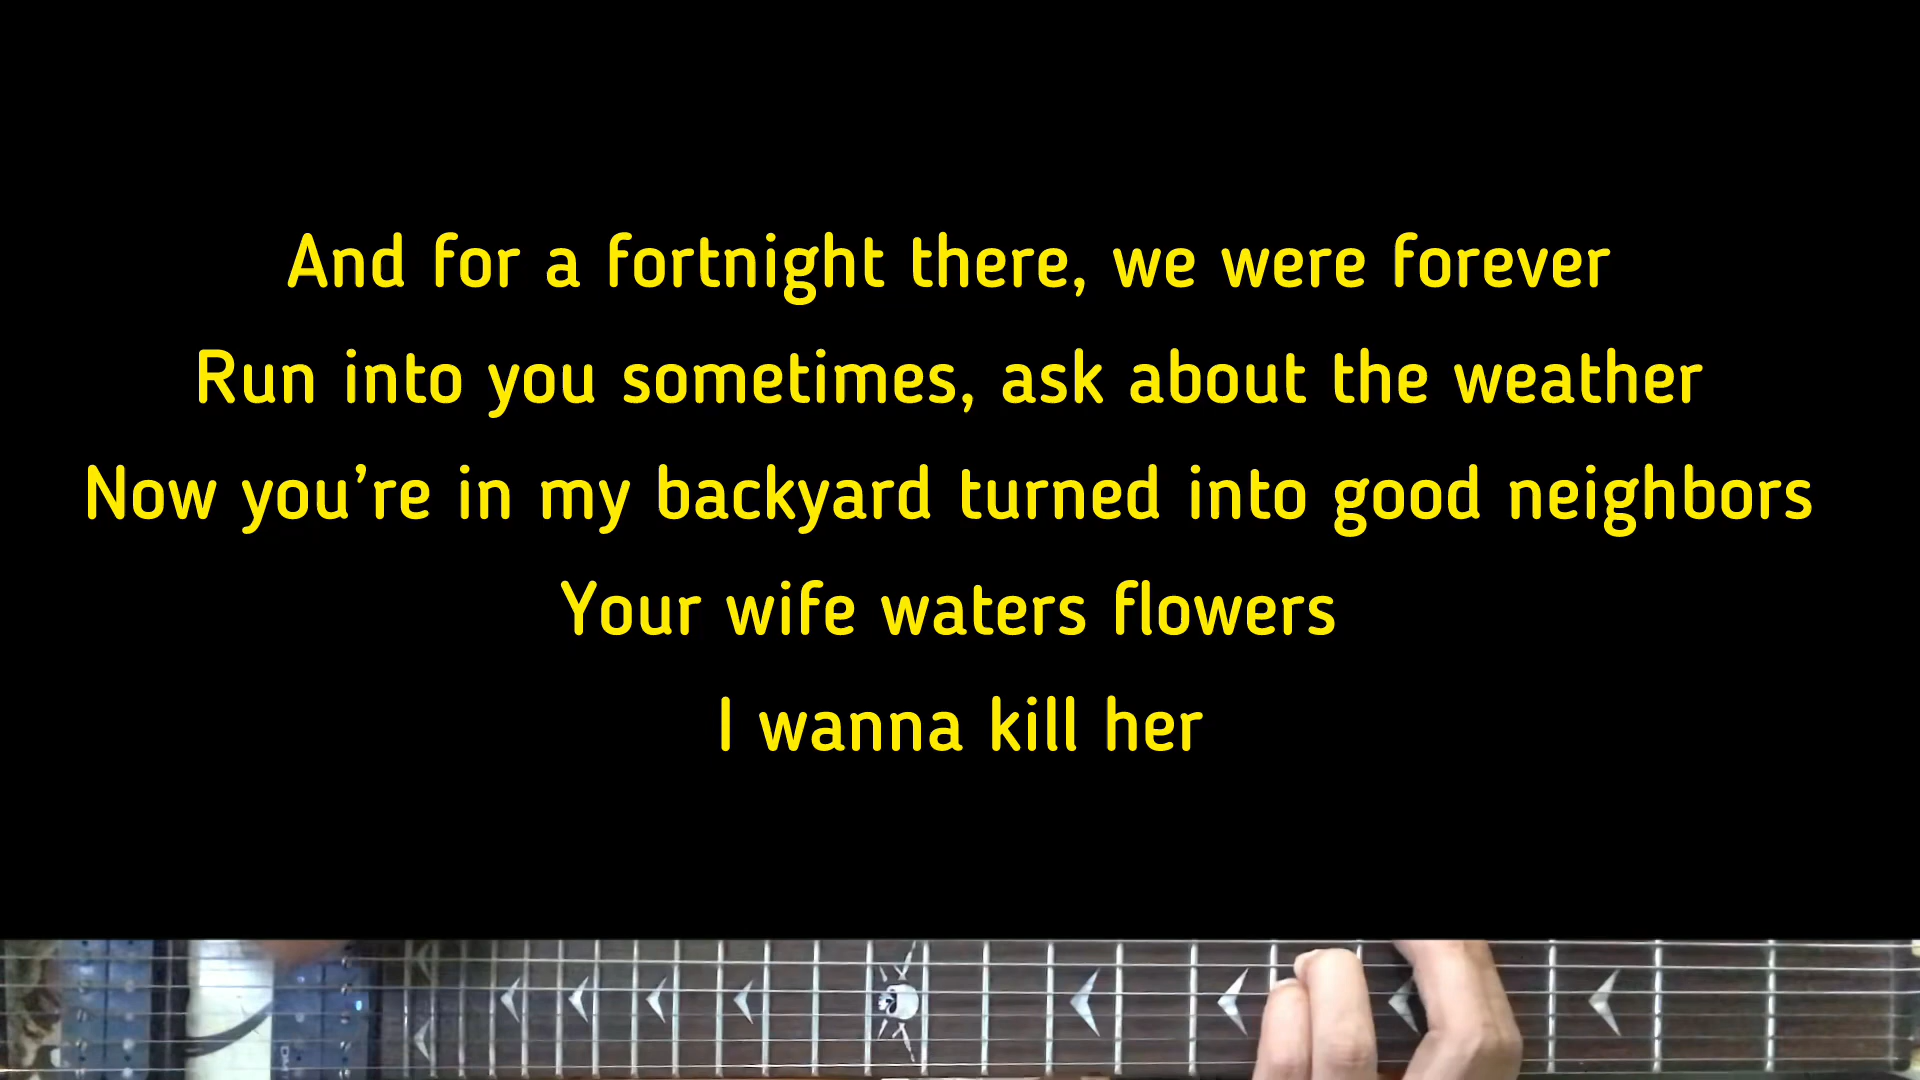 And for a fortnight there, we were forever
Run into you sometimes, ask about the weather
Now you’re in my backyard turned into good neighbors
Your wife waters flowers
I wanna kill her